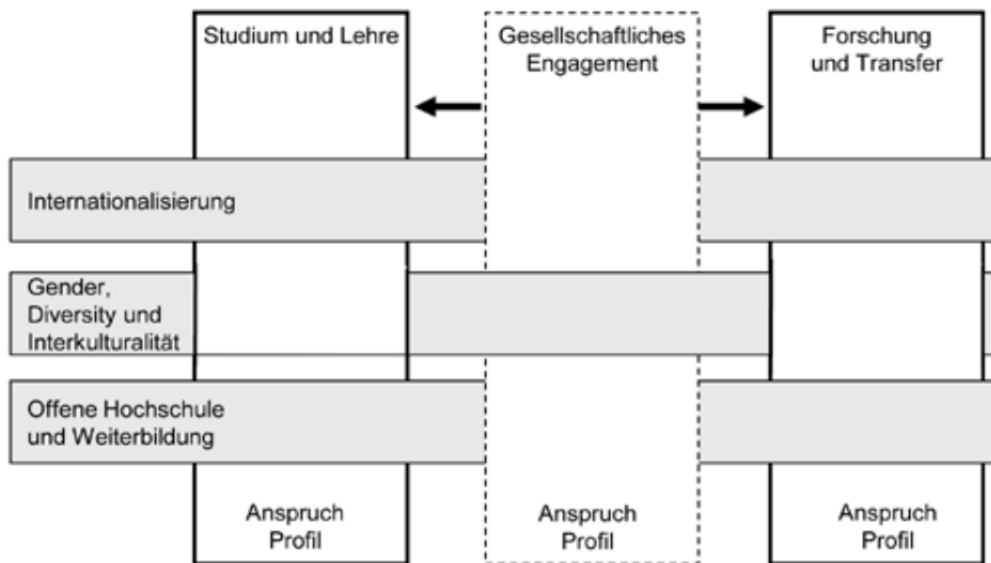 Studium und Lehre
Gesellschaftliches
Engagement
Forschung
und Transfer
Internationalisierung
Gender,
Diversity und
Interkulturalität
Offene Hochschule
und Weiterbildung
Anspruch
Profil
Anspruch
Profil
Anspruch
Profil